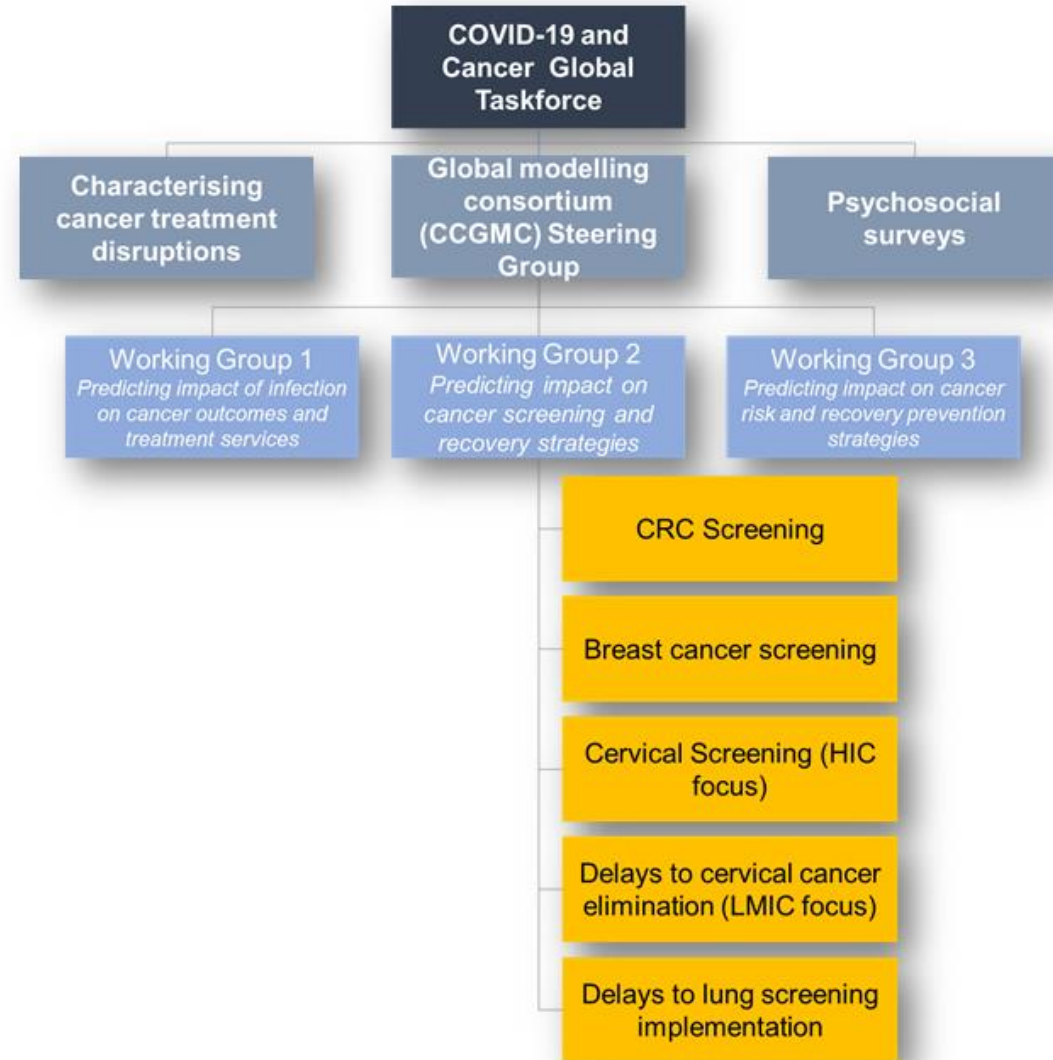 COVID-19 and
Cancer Global
Taskforce
Characterising
cancer treatment
disruptions
Global modelling
consortium
(CCGMC) Steering
Group
Psychosocial
surveys
Working Group 1
Predicting impact of infection
on cancer outcomes and
treatment services
Working Group 2
Predicting impact on
cancer screening and
recovery strategies
Working Group 3
Predicting impact on cancer
risk and recovery prevention
strategies
CRC Screening
Breast cancer screening
Cervical Screening (HIC
focus)
Delays to cervical cancer
elimination (LMIC focus)
Delays to lung screening
implementation